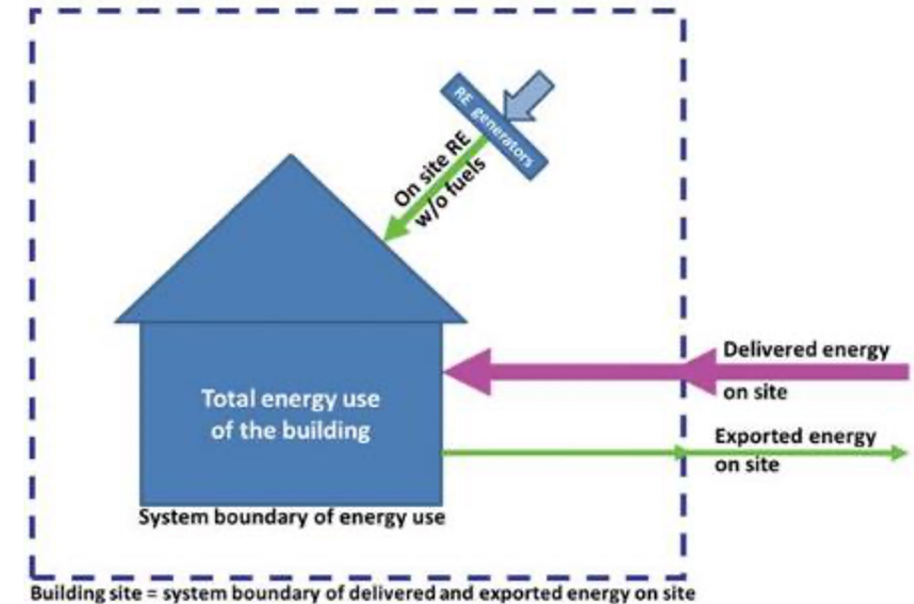 RE generators
On site RE
w/o fuels
Delivered energy
on site
Total energy use
of the building
Exported energy
on site
System boundary of energy use
Building site = system boundary of delivered and exported energy on site